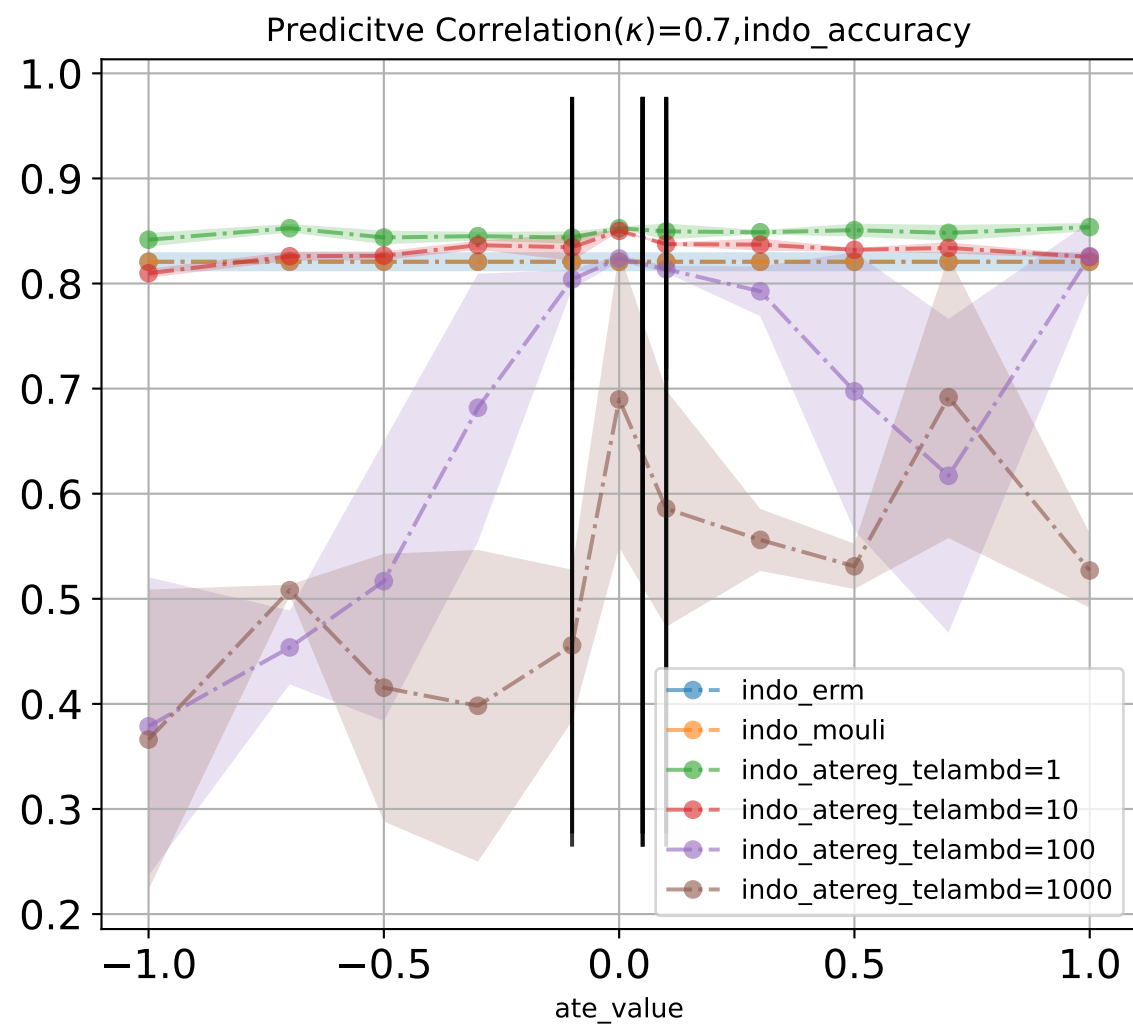 Predicitve Correlation(κ)=0.7,indo_accuracy
1.0
0.9
0.8
0.7
0.6
0.5
0.4
0.3
0.2
−1.0 −0.5 0.0 0.5 1.0
ate_value
indo_erm
indo_mouli
indo_atereg_telambd=1
indo_atereg_telambd=10
indo_atereg_telambd=100
indo_atereg_telambd=1000